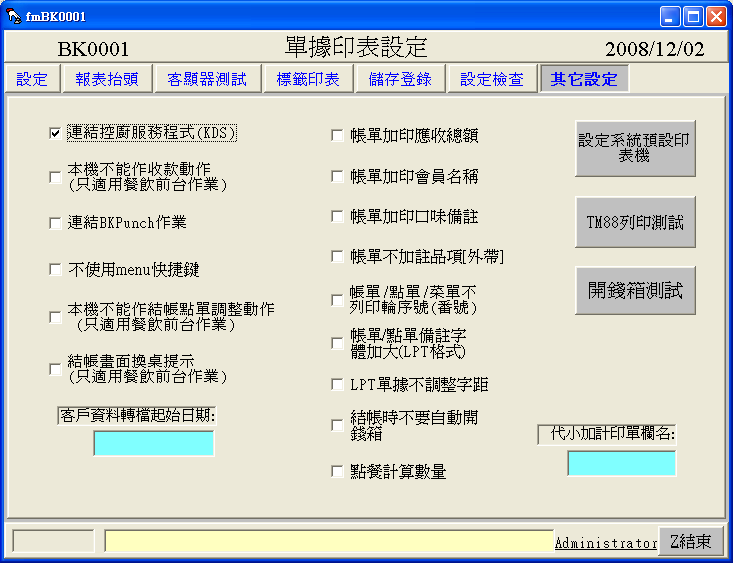 fmBK0001
BK0001 單據印表設定 2008/12/02
設定 報表抬頭 客顯器測試 標籤印表 儲存登錄 設定檢查 其它設定
連結控廚服務程式(KDS)
本機不能作收款動作
(只適用餐飲前台作業)
連結BKPunch作業
不使用menu快捷鍵
本機不能作結帳點單調整動作
(只適用餐飲前台作業)
結帳畫面換桌提示
(只適用餐飲前台作業)
客戶資料轉檔起始日期:
帳單加印應收總額
帳單加印會員名稱
帳單加印口味備註
帳單不加註品項[外帶]
帳單/點單/菜單不
列印輪序號(番號)
帳單/點單備註字
體加大(LPT格式)
LPT單據不調整字距
結帳時不要自動開
錢箱
點餐計算數量
設定系統預設印
表機
TM88列印測試
開錢箱測試
代小加計印單欄名:
Administrator Z結束